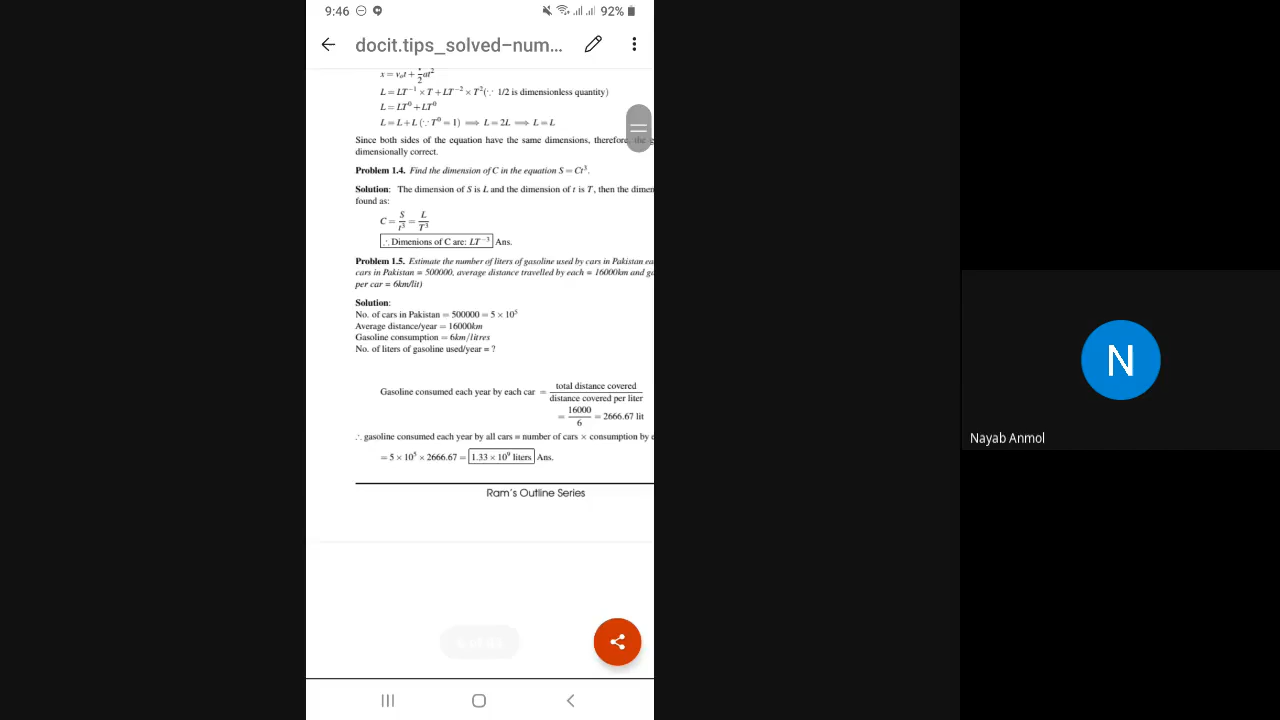 9:46 92%
docit.tips_solved-num...
x = v₀t + 1/2 at²
L = LT⁻¹ × T + LT⁻² × T² (∵ 1/2 is dimensionless quantity)
L = LT⁰ + LT⁰
L = L + L (∵ T⁰ = 1) ⟹ L = 2L ⟹ L = L
Since both sides of the equation have the same dimensions, therefore, the
dimensionally correct.
Problem 1.4. Find the dimension of C in the equation S = Ct³.
Solution: The dimension of S is L and the dimension of t is T, then the
found as:
C = S/t³ = L/T³
∴ Dimenions of C are: LT⁻³ Ans.
Problem 1.5. Estimate the number of liters of gasoline used by cars in Pakistan
cars in Pakistan = 500000, average distance travelled by each = 16000km and
per car = 6km/lit)
Solution:
No. of cars in Pakistan = 500000 = 5 × 10⁵
Average distance/year = 16000km
Gasoline consumption = 6km/litres
No. of liters of gasoline used/year = ?
Gasoline consumed each year by each car = total distance covered / distance covered per liter
= 16000/6 = 2666.67 lit
∴ gasoline consumed each year by all cars = number of cars × consumption by
= 5 × 10⁵ × 2666.67 = 1.33 × 10⁹ liters Ans.
Ram's Outline Series
N
Nayab Anmol